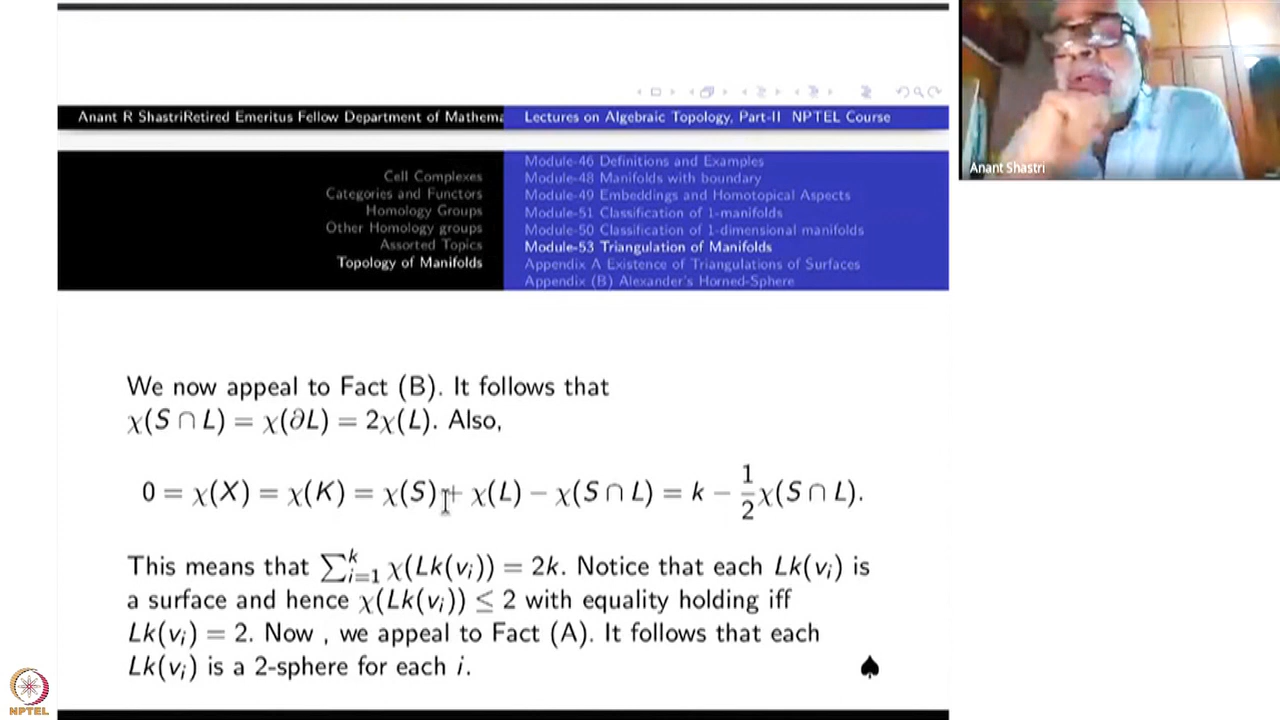 Anant R ShastriRetired Emeritus Fellow Department of Mathema
Lectures on Algebraic Topology, Part-II NPTEL Course
Cell Complexes
Categories and Functors
Homology Groups
Other Homology groups
Assorted Topics
Topology of Manifolds
Module-46 Definitions and Examples
Module-48 Manifolds with boundary
Module-49 Embeddings and Homotopical Aspects
Module-51 Classification of 1-manifolds
Module-50 Classification of 1-dimensional manifolds
Module-53 Triangulation of Manifolds
Appendix A Existence of Triangulations of Surfaces
Appendix (B) Alexander's Horned-Sphere
Anant Shastri
We now appeal to Fact (B). It follows that
χ(S ∩ L) = χ(∂L) = 2χ(L). Also,
0 = χ(X) = χ(K) = χ(S) + χ(L) − χ(S ∩ L) = k − 1/2 χ(S ∩ L).
This means that ∑_{i=1}^{k} χ(Lk(v_i)) = 2k. Notice that each Lk(v_i) is
a surface and hence χ(Lk(v_i)) ≤ 2 with equality holding iff
Lk(v_i) = 2. Now , we appeal to Fact (A). It follows that each
Lk(v_i) is a 2-sphere for each i.
NPTEL